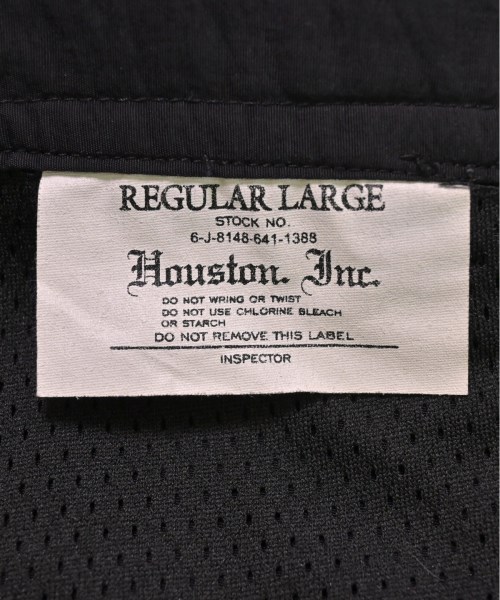 REGULAR LARGE
STOCK NO.
6-J-8148-641-1388
Houston. Inc.
DO NOT WRING OR TWIST
DO NOT USE CHLORINE BLEACH
OR STARCH
DO NOT REMOVE THIS LABEL
INSPECTOR